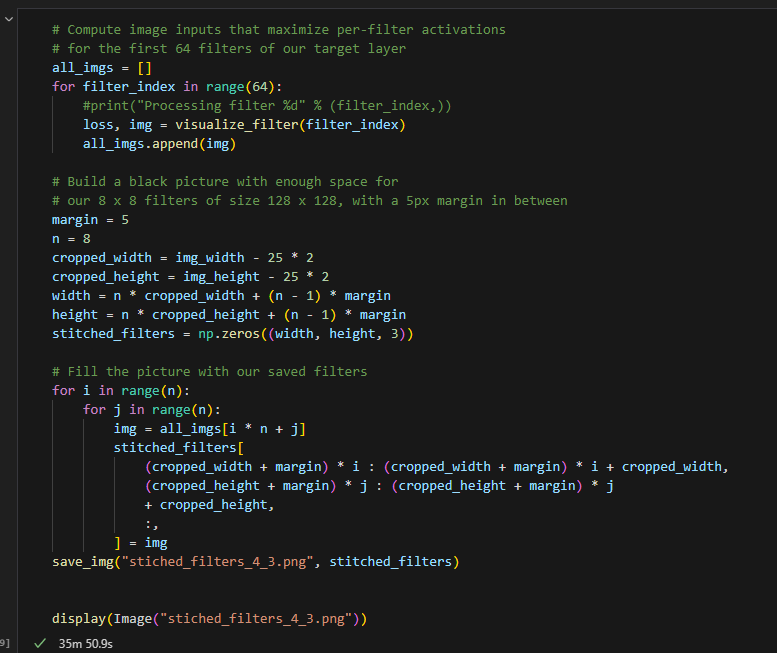 # Compute image inputs that maximize per-filter activations
# for the first 64 filters of our target layer
all_imgs = []
for filter_index in range(64):
    #print("Processing filter %d" % (filter_index,))
    loss, img = visualize_filter(filter_index)
    all_imgs.append(img)

# Build a black picture with enough space for
# our 8 x 8 filters of size 128 x 128, with a 5px margin in between
margin = 5
n = 8
cropped_width = img_width - 25 * 2
cropped_height = img_height - 25 * 2
width = n * cropped_width + (n - 1) * margin
height = n * cropped_height + (n - 1) * margin
stitched_filters = np.zeros((width, height, 3))

# Fill the picture with our saved filters
for i in range(n):
    for j in range(n):
        img = all_imgs[i * n + j]
        stitched_filters[
            (cropped_width + margin) * i : (cropped_width + margin) * i + cropped_width,
            (cropped_height + margin) * j : (cropped_height + margin) * j
            + cropped_height,
            :,
        ] = img
save_img("stiched_filters_4_3.png", stitched_filters)


display(Image("stiched_filters_4_3.png"))
9] 35m 50.9s